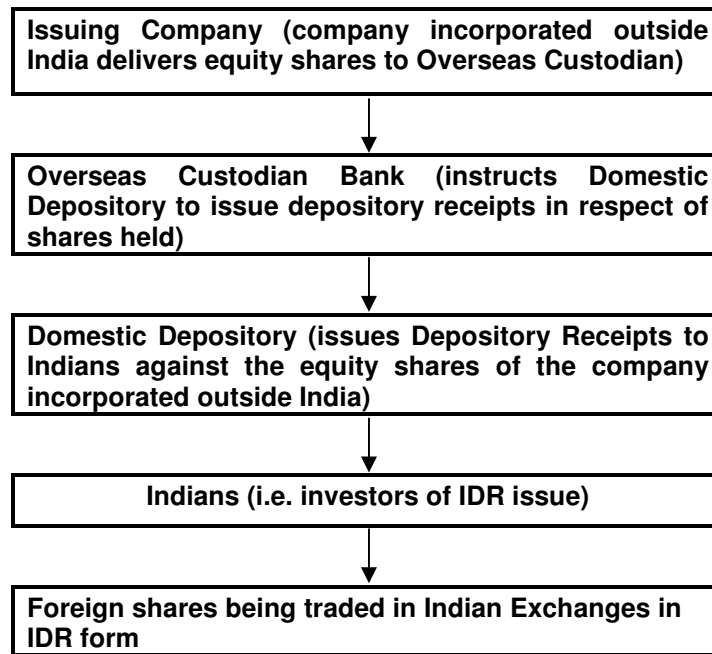 Issuing Company (company incorporated outside
India delivers equity shares to Overseas Custodian)
Overseas Custodian Bank (instructs Domestic
Depository to issue depository receipts in respect of
shares held)
Domestic Depository (issues Depository Receipts to
Indians against the equity shares of the company
incorporated outside India)
Indians (i.e. investors of IDR issue)
Foreign shares being traded in Indian Exchanges in
IDR form